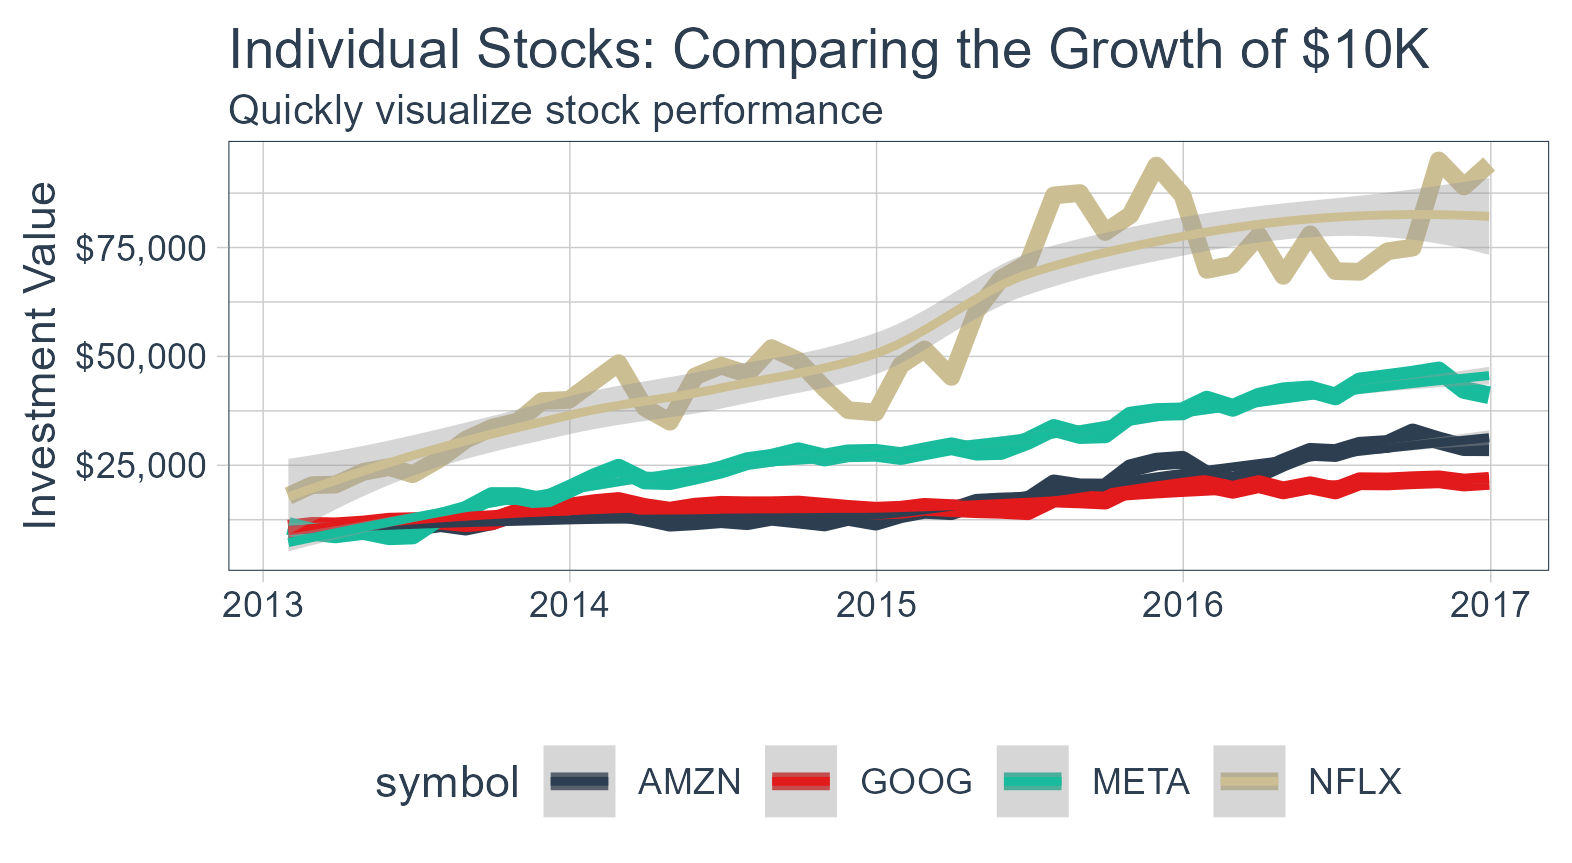 Individual Stocks: Comparing the Growth of $10K
Quickly visualize stock performance
Investment Value
$75,000
$50,000
$25,000
2013 2014 2015 2016 2017
symbol AMZN GOOG META NFLX